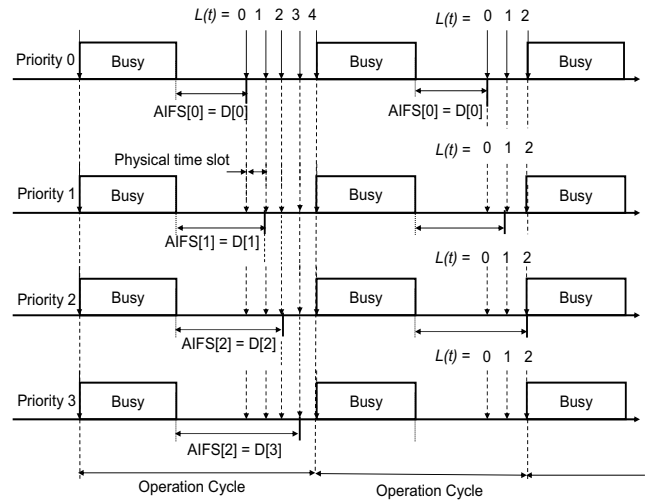 L(t) = 0 1 2 3 4 L(t) = 0 1 2
Priority 0 Busy Busy Busy
AIFS[0] = D[0] AIFS[0] = D[0]
Physical time slot L(t) = 0 1 2
Priority 1 Busy Busy Busy
AIFS[1] = D[1]
L(t) = 0 1 2
Priority 2 Busy Busy Busy
AIFS[2] = D[2]
L(t) = 0 1 2
Priority 3 Busy Busy Busy
AIFS[2] = D[3]
Operation Cycle Operation Cycle